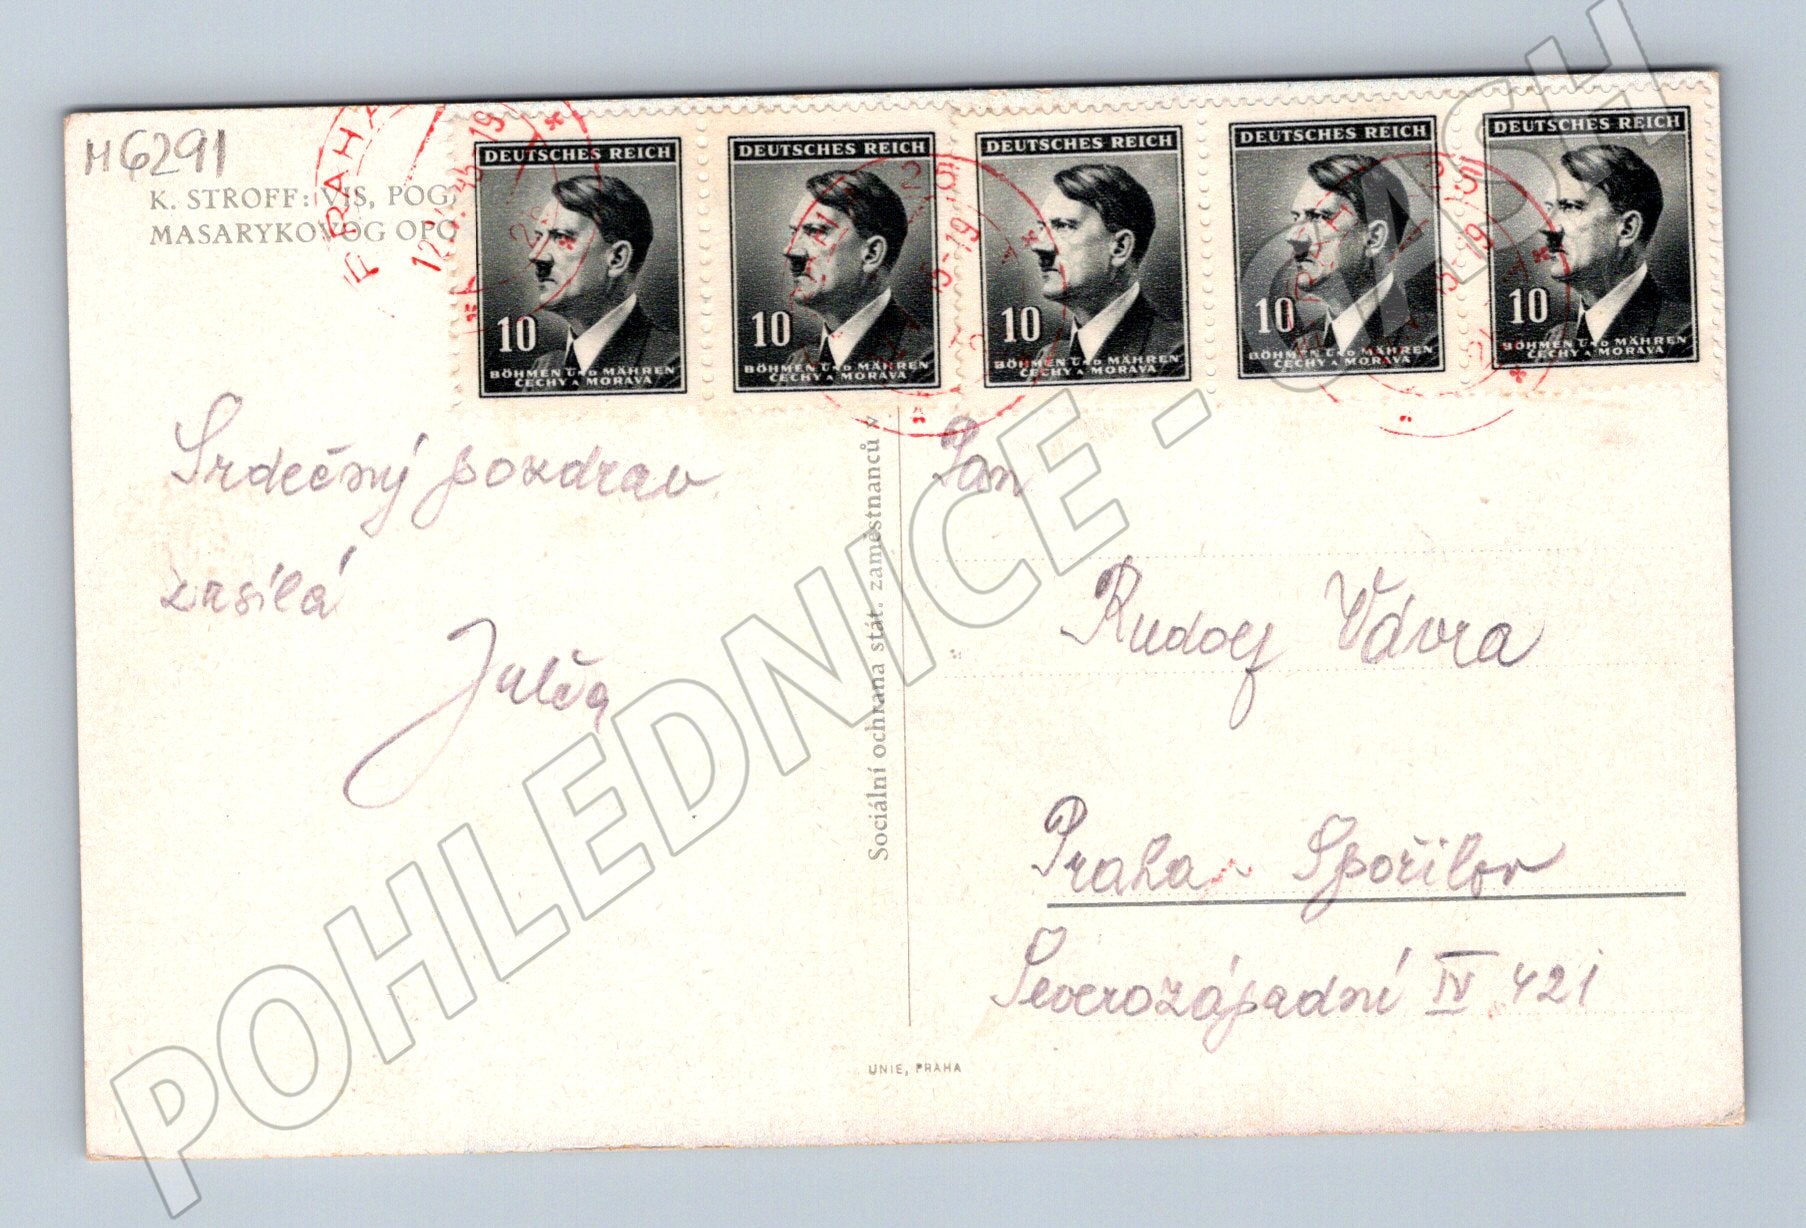 M6291
K. STROFF: VIS, POG
MASARYKOVOG OPO
PRAHA
DEUTSCHES REICH
10
BÖHMEN UND MÄHREN
ČECHY A MORAVA
DEUTSCHES REICH
10
BÖHMEN UND MÄHREN
ČECHY A MORAVA
DEUTSCHES REICH
10
BÖHMEN UND MÄHREN
ČECHY A MORAVA
DEUTSCHES REICH
10
BÖHMEN UND MÄHREN
ČECHY A MORAVA
DEUTSCHES REICH
10
BÖHMEN UND MÄHREN
ČECHY A MORAVA
Srdečný pozdrav
zasílá
Sociální ochrana stát. zaměstnanců v
Pan
Rudolf Vávra
Praha - Spořilov
Severozápadní IV 421
UNIE, PRAHA
POHLEDNICE - CASH